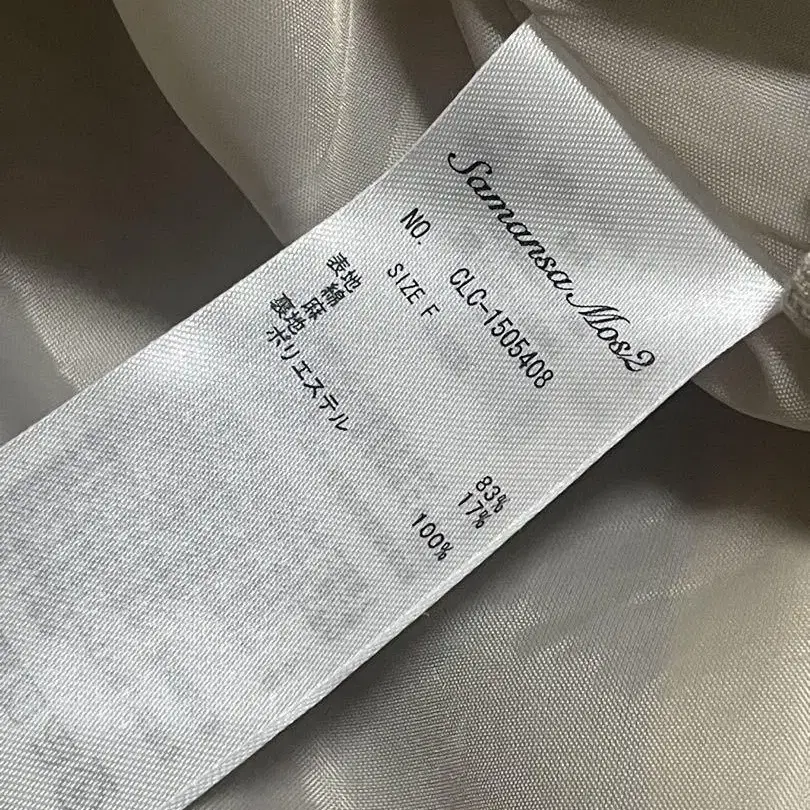 Samansa Mos2
NO. CLC-1505408
SIZE F
表地
綿 83%
麻 17%
裏地
ポリエステル 100%